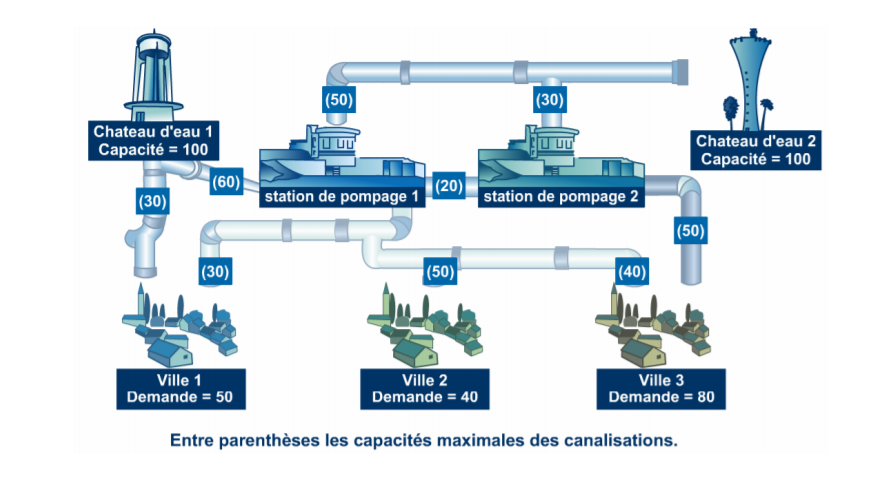 (50)
(30)
Chateau d'eau 1
Capacité = 100
Chateau d'eau 2
Capacité = 100
(60)
(30)
station de pompage 1
(20)
station de pompage 2
(50)
(30)
(50)
(40)
Ville 1
Demande = 50
Ville 2
Demande = 40
Ville 3
Demande = 80
Entre parenthèses les capacités maximales des canalisations.